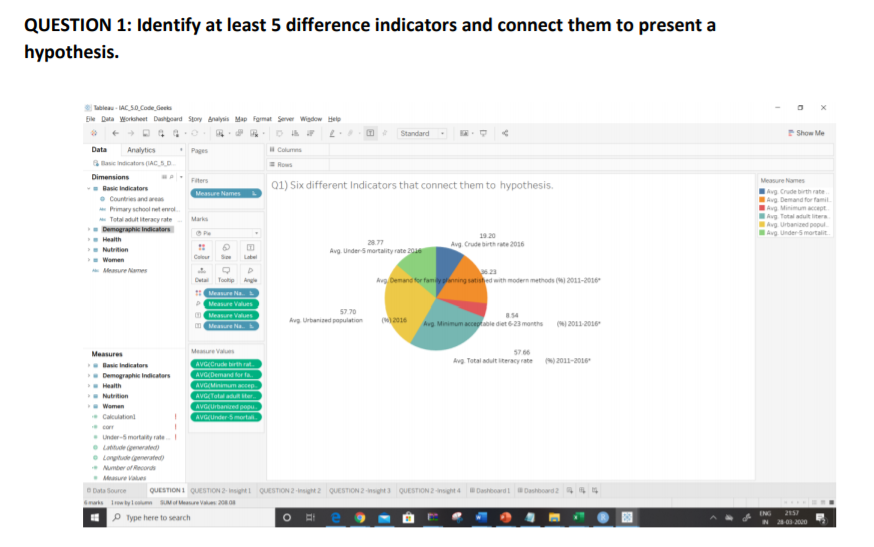 QUESTION 1: Identify at least 5 difference indicators and connect them to present a
hypothesis.
Tableau - IAC_5.0_Code_Geeks
File Data Worksheet Dashboard Story Analysis Map Format Server Window Help
Standard
Show Me
Data Analytics
Pages
Columns
Rows
Basic Indicators (IAC_5_D...
Dimensions
Basic Indicators
Countries and areas
Primary school net enrol...
Total adult literacy rate
Demographic Indicators
Health
Nutrition
Women
Measure Names
Filters
Measure Names
Marks
Pie
Colour Size Label
Detail Tooltip Angle
Measure Na..
Measure Values
Measure Values
Measure Na..
Q1) Six different Indicators that connect them to hypothesis.
19.20
Avg. Crude birth rate 2016
28.77
Avg. Under-5 mortality rate 2016
36.23
Avg. Demand for family planning satisfied with modern methods (%) 2011-2016*
57.70
Avg. Urbanized population (%) 2016
8.54
Avg. Minimum acceptable diet 6-23 months (%) 2011-2016*
57.66
Avg. Total adult literacy rate (%) 2011-2016*
Measure Names
Avg. Crude birth rate ..
Avg. Demand for famil..
Avg. Minimum accept..
Avg. Total adult litera..
Avg. Urbanized popul..
Avg. Under-5 mortalit..
Measures
Basic Indicators
Demographic Indicators
Health
Nutrition
Women
Calculation1
corr
Under-5 mortality rate ...
Latitude (generated)
Longitude (generated)
Number of Records
Measure Values
Measure Values
AVG(Crude birth rat..
AVG(Demand for fa..
AVG(Minimum accep..
AVG(Total adult liter..
AVG(Urbanized popu..
AVG(Under-5 mortali..
Data Source QUESTION 1 QUESTION 2- Insight 1 QUESTION 2 -Insight 2 QUESTION 2 -Insight 3 QUESTION 2 -Insight 4 Dashboard 1 Dashboard 2
6 marks 1 row by 1 column SUM of Measure Values: 208.08
Type here to search
ENG 21:57
IN 28-03-2020